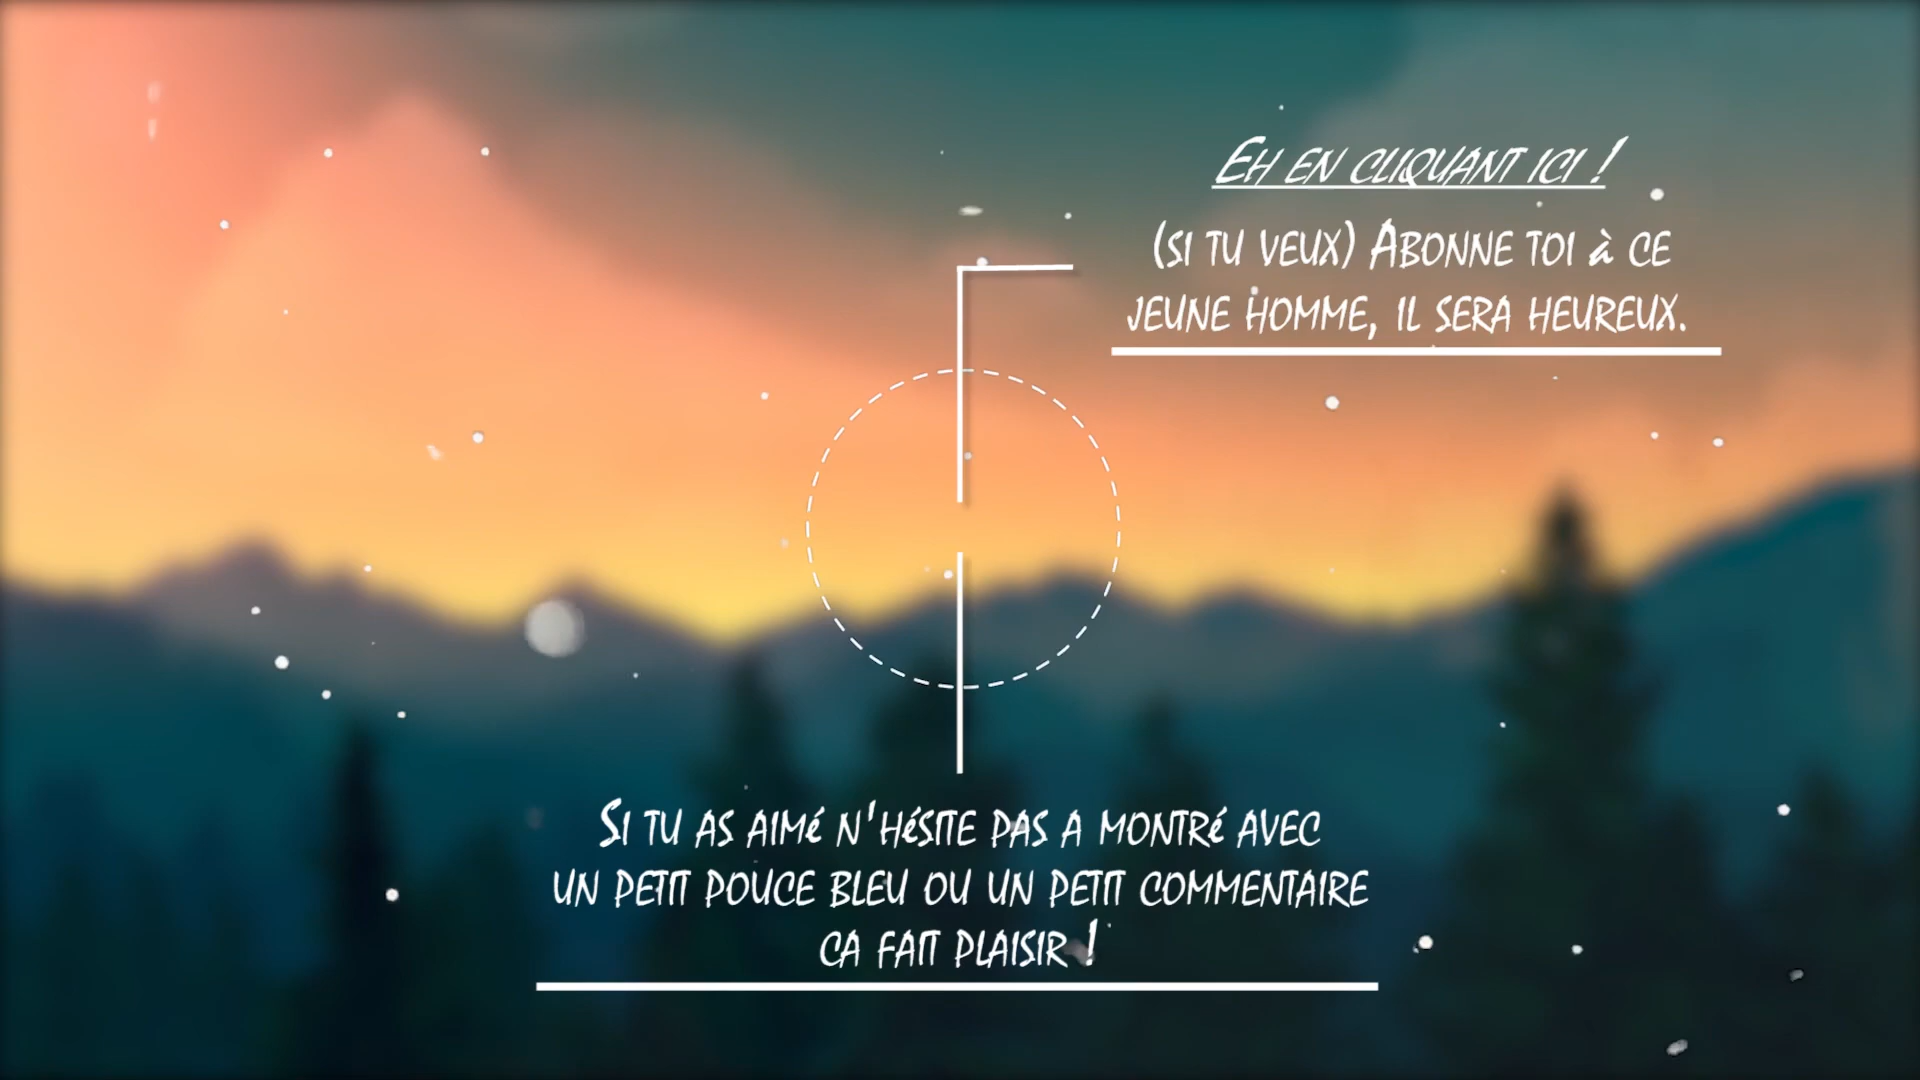 Eh en cliquant ici !
(si tu veux) Abonne toi à ce
jeune homme, il sera heureux.
Si tu as aimé n'hésite pas a montré avec
un petit pouce bleu ou un petit commentaire
ca fait plaisir !